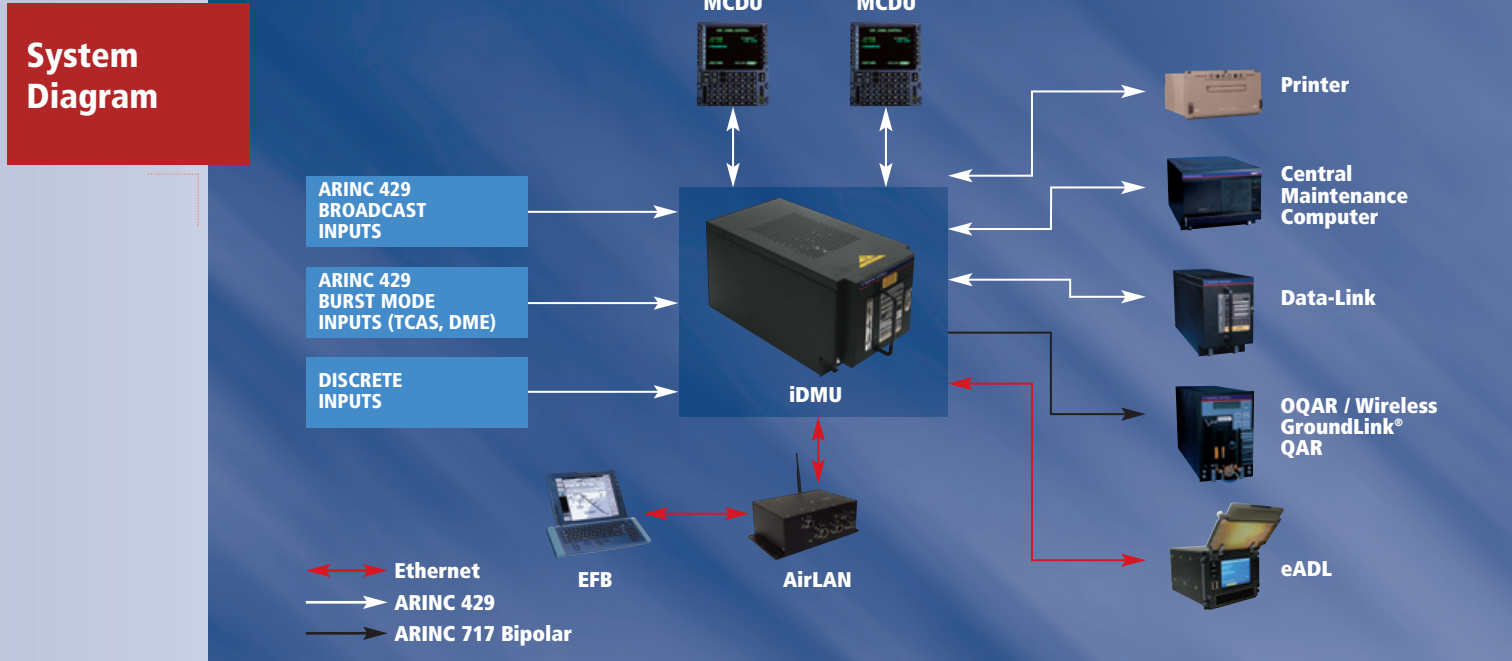 System
Diagram
MCDU
MCDU
ARINC 429
BROADCAST
INPUTS
ARINC 429
BURST MODE
INPUTS (TCAS, DME)
DISCRETE
INPUTS
iDMU
Printer
Central
Maintenance
Computer
Data-Link
OQAR / Wireless
GroundLink®
QAR
eADL
EFB
AirLAN
Ethernet
ARINC 429
ARINC 717 Bipolar